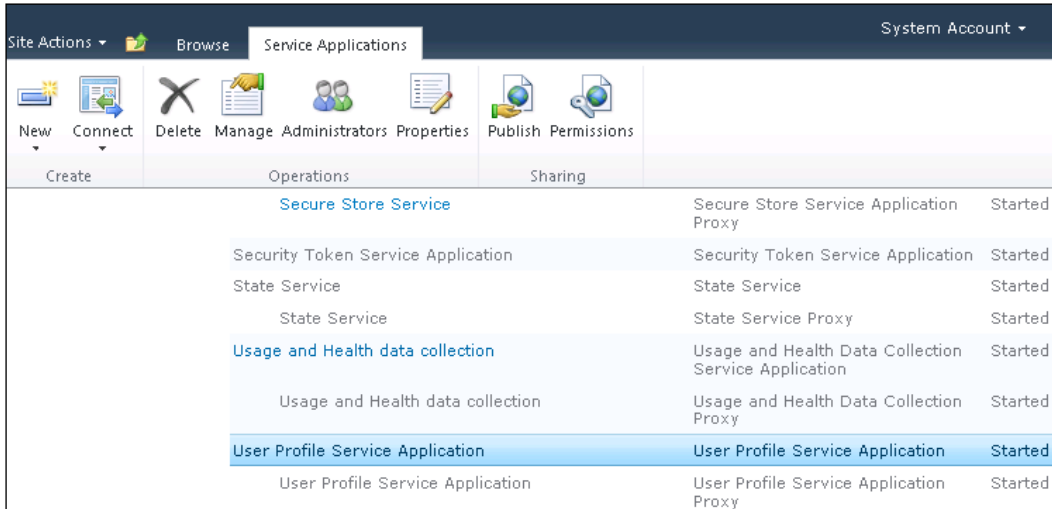 System Account
Site Actions Browse Service Applications
New Connect Delete Manage Administrators Properties Publish Permissions
Create Operations Sharing
Secure Store Service Secure Store Service Application Started
Proxy
Security Token Service Application Security Token Service Application Started
State Service State Service Started
State Service State Service Proxy Started
Usage and Health data collection Usage and Health Data Collection Started
Service Application
Usage and Health data collection Usage and Health Data Collection Started
Proxy
User Profile Service Application User Profile Service Application Started
User Profile Service Application User Profile Service Application Started
Proxy